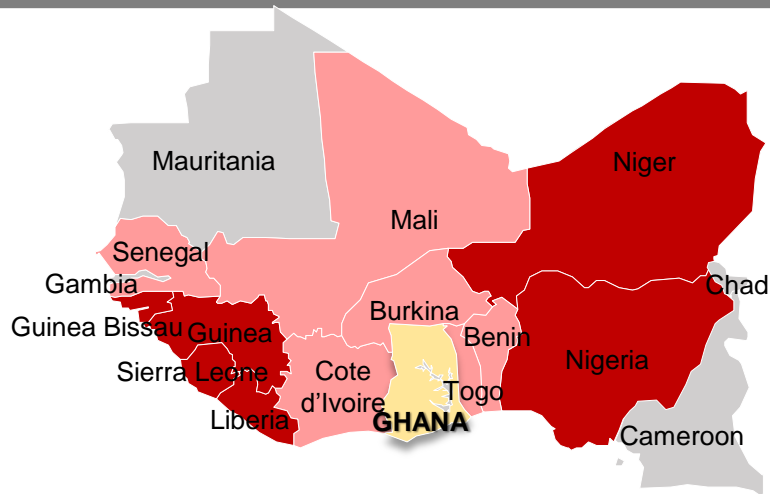 Mauritania
Niger
Mali
Senegal
Gambia
Chad
Burkina
Guinea Bissau
Guinea
Benin
Nigeria
Sierra Leone
Cote
d'Ivoire
Togo
Liberia
GHANA
Cameroon